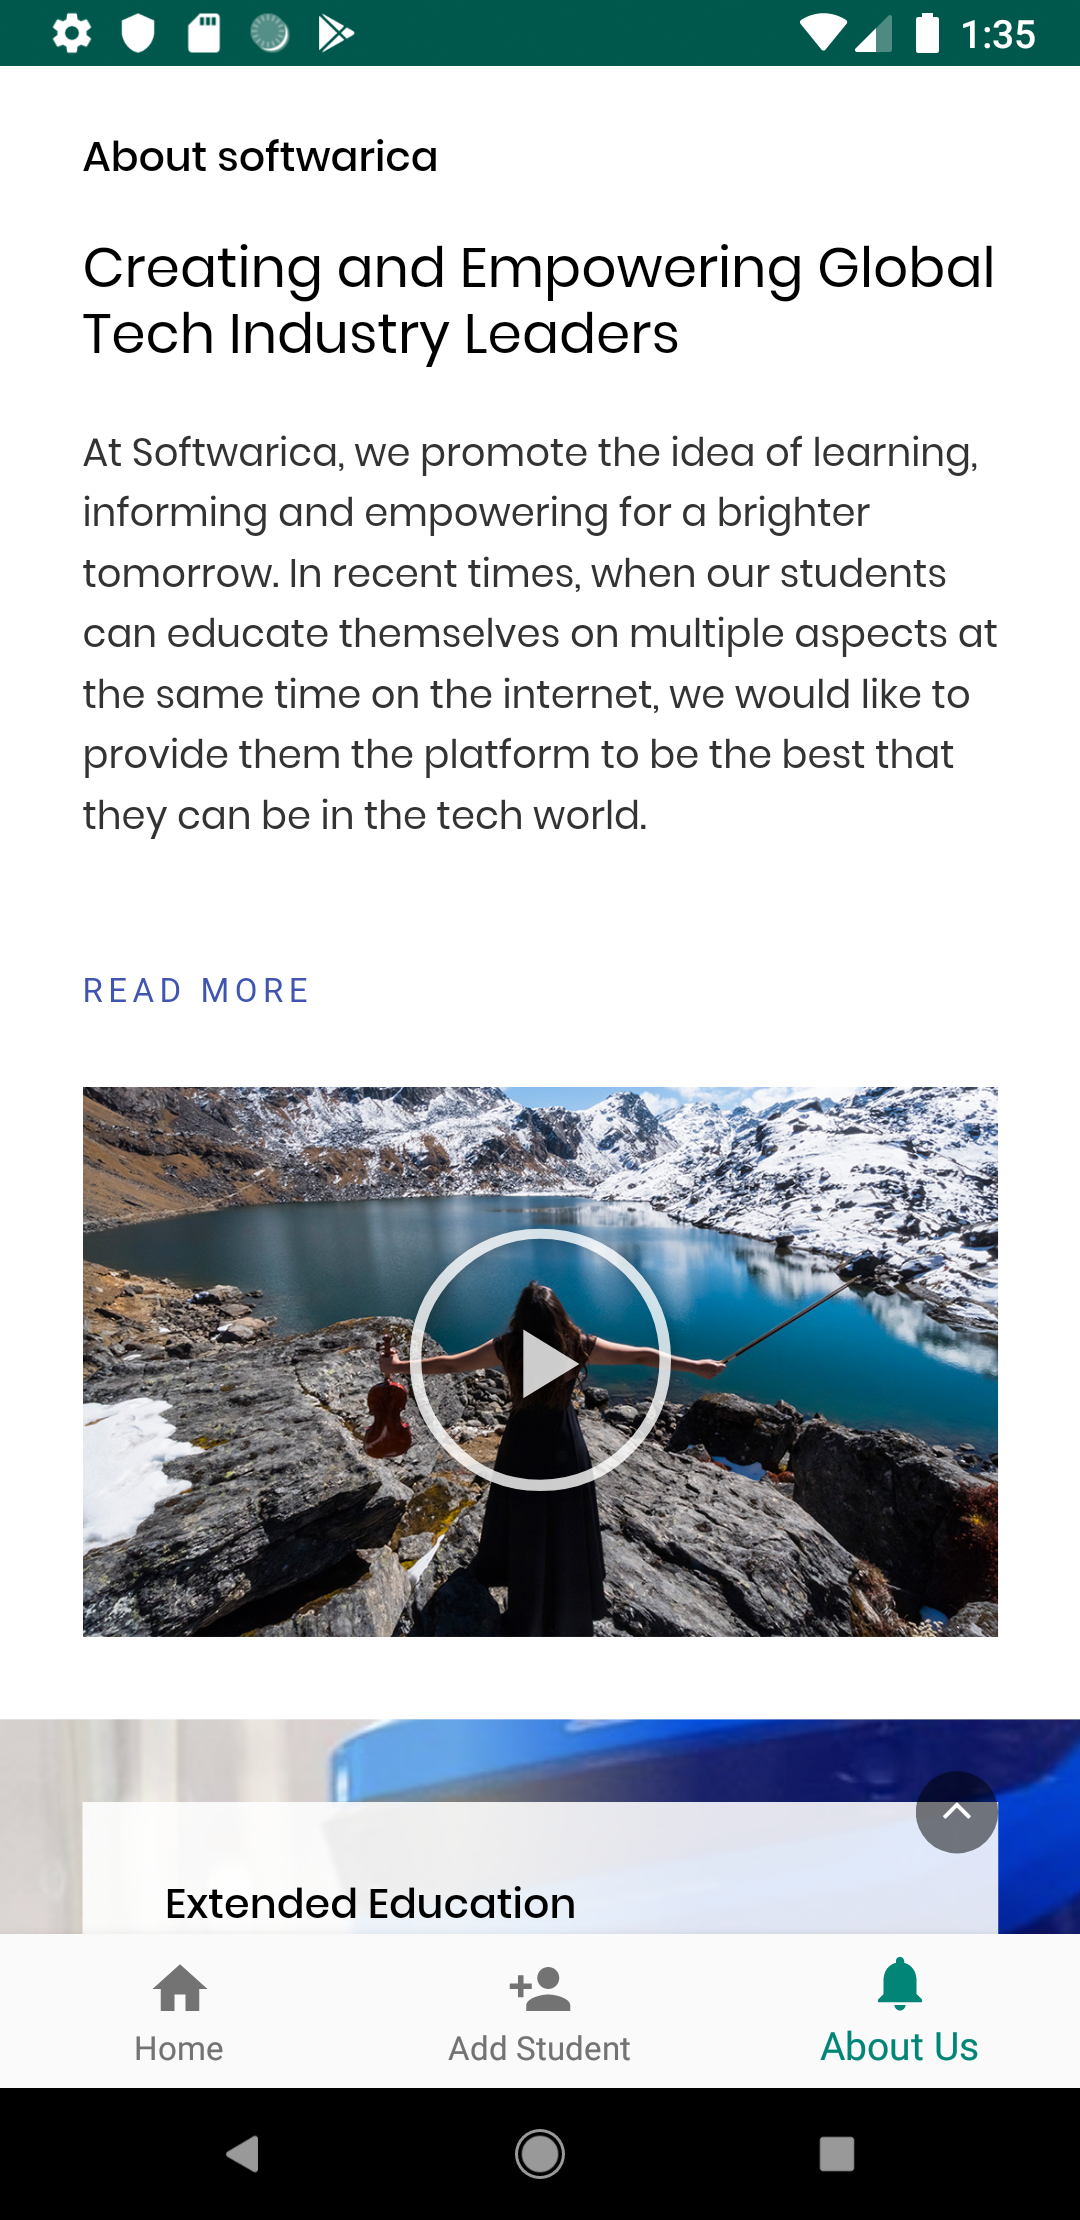 1:35
About softwarica
Creating and Empowering Global
Tech Industry Leaders
At Softwarica, we promote the idea of learning,
informing and empowering for a brighter
tomorrow. In recent times, when our students
can educate themselves on multiple aspects at
the same time on the internet, we would like to
provide them the platform to be the best that
they can be in the tech world.
READ MORE
Extended Education
Home
Add Student
About Us